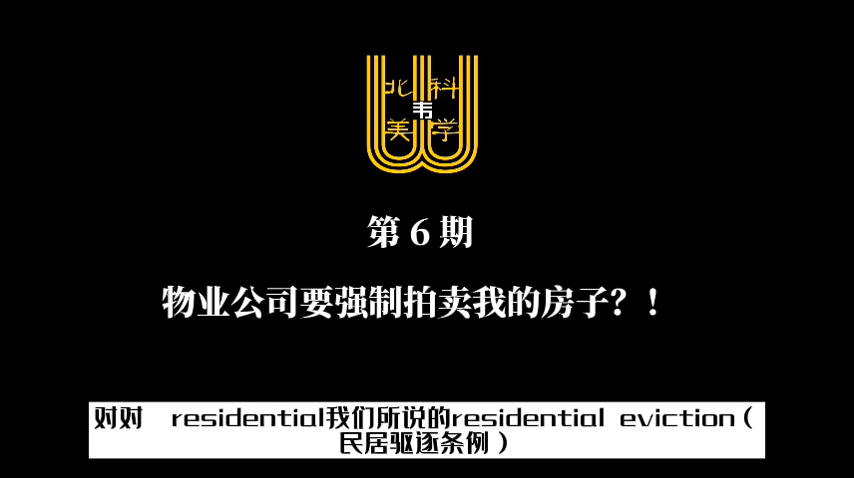 北科
韦
美学
第6期
物业公司要强制拍卖我的房子？！
对对 residential我们所说的residential eviction（
民居驱逐条例）